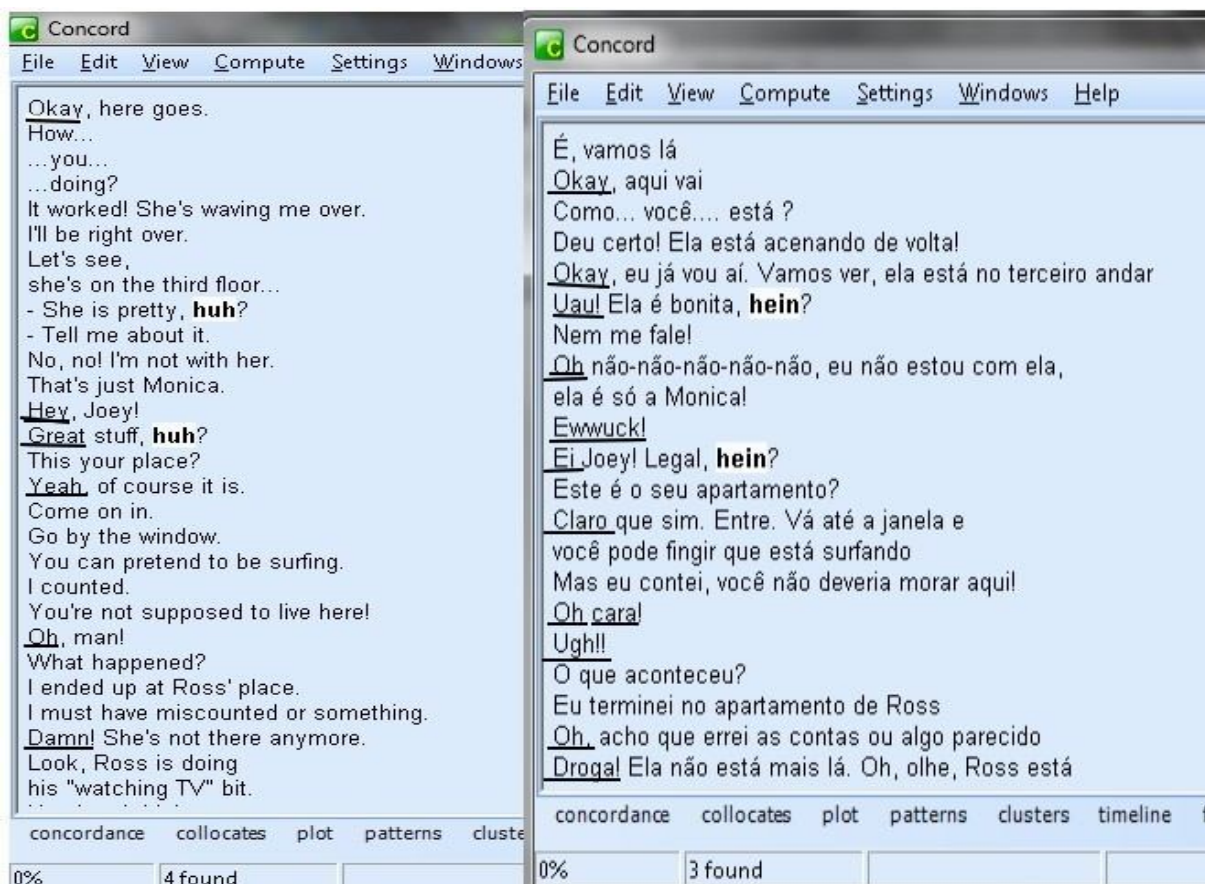 Concord
File Edit View Compute Settings Windows
Okay, here goes.
How...
...you...
...doing?
It worked! She's waving me over.
I'll be right over.
Let's see,
she's on the third floor...
- She is pretty, huh?
- Tell me about it.
No, no! I'm not with her.
That's just Monica.
Hey, Joey!
Great stuff, huh?
This your place?
Yeah, of course it is.
Come on in.
Go by the window.
You can pretend to be surfing.
I counted.
You're not supposed to live here!
Oh, man!
What happened?
I ended up at Ross' place.
I must have miscounted or something.
Damn! She's not there anymore.
Look, Ross is doing
his "watching TV" bit.
concordance collocates plot patterns cluste
0% 4 found
Concord
File Edit View Compute Settings Windows Help
É, vamos lá
Okay, aqui vai
Como... você.... está ?
Deu certo! Ela está acenando de volta!
Okay, eu já vou aí. Vamos ver, ela está no terceiro andar
Uau! Ela é bonita, hein?
Nem me fale!
Oh não-não-não-não-não, eu não estou com ela,
ela é só a Monica!
Ewwuck!
Ei Joey! Legal, hein?
Este é o seu apartamento?
Claro que sim. Entre. Vá até a janela e
você pode fingir que está surfando
Mas eu contei, você não deveria morar aqui!
Oh cara!
Ugh!!
O que aconteceu?
Eu terminei no apartamento de Ross
Oh, acho que errei as contas ou algo parecido
Droga! Ela não está mais lá. Oh, olhe, Ross está
concordance collocates plot patterns clusters timeline
0% 3 found